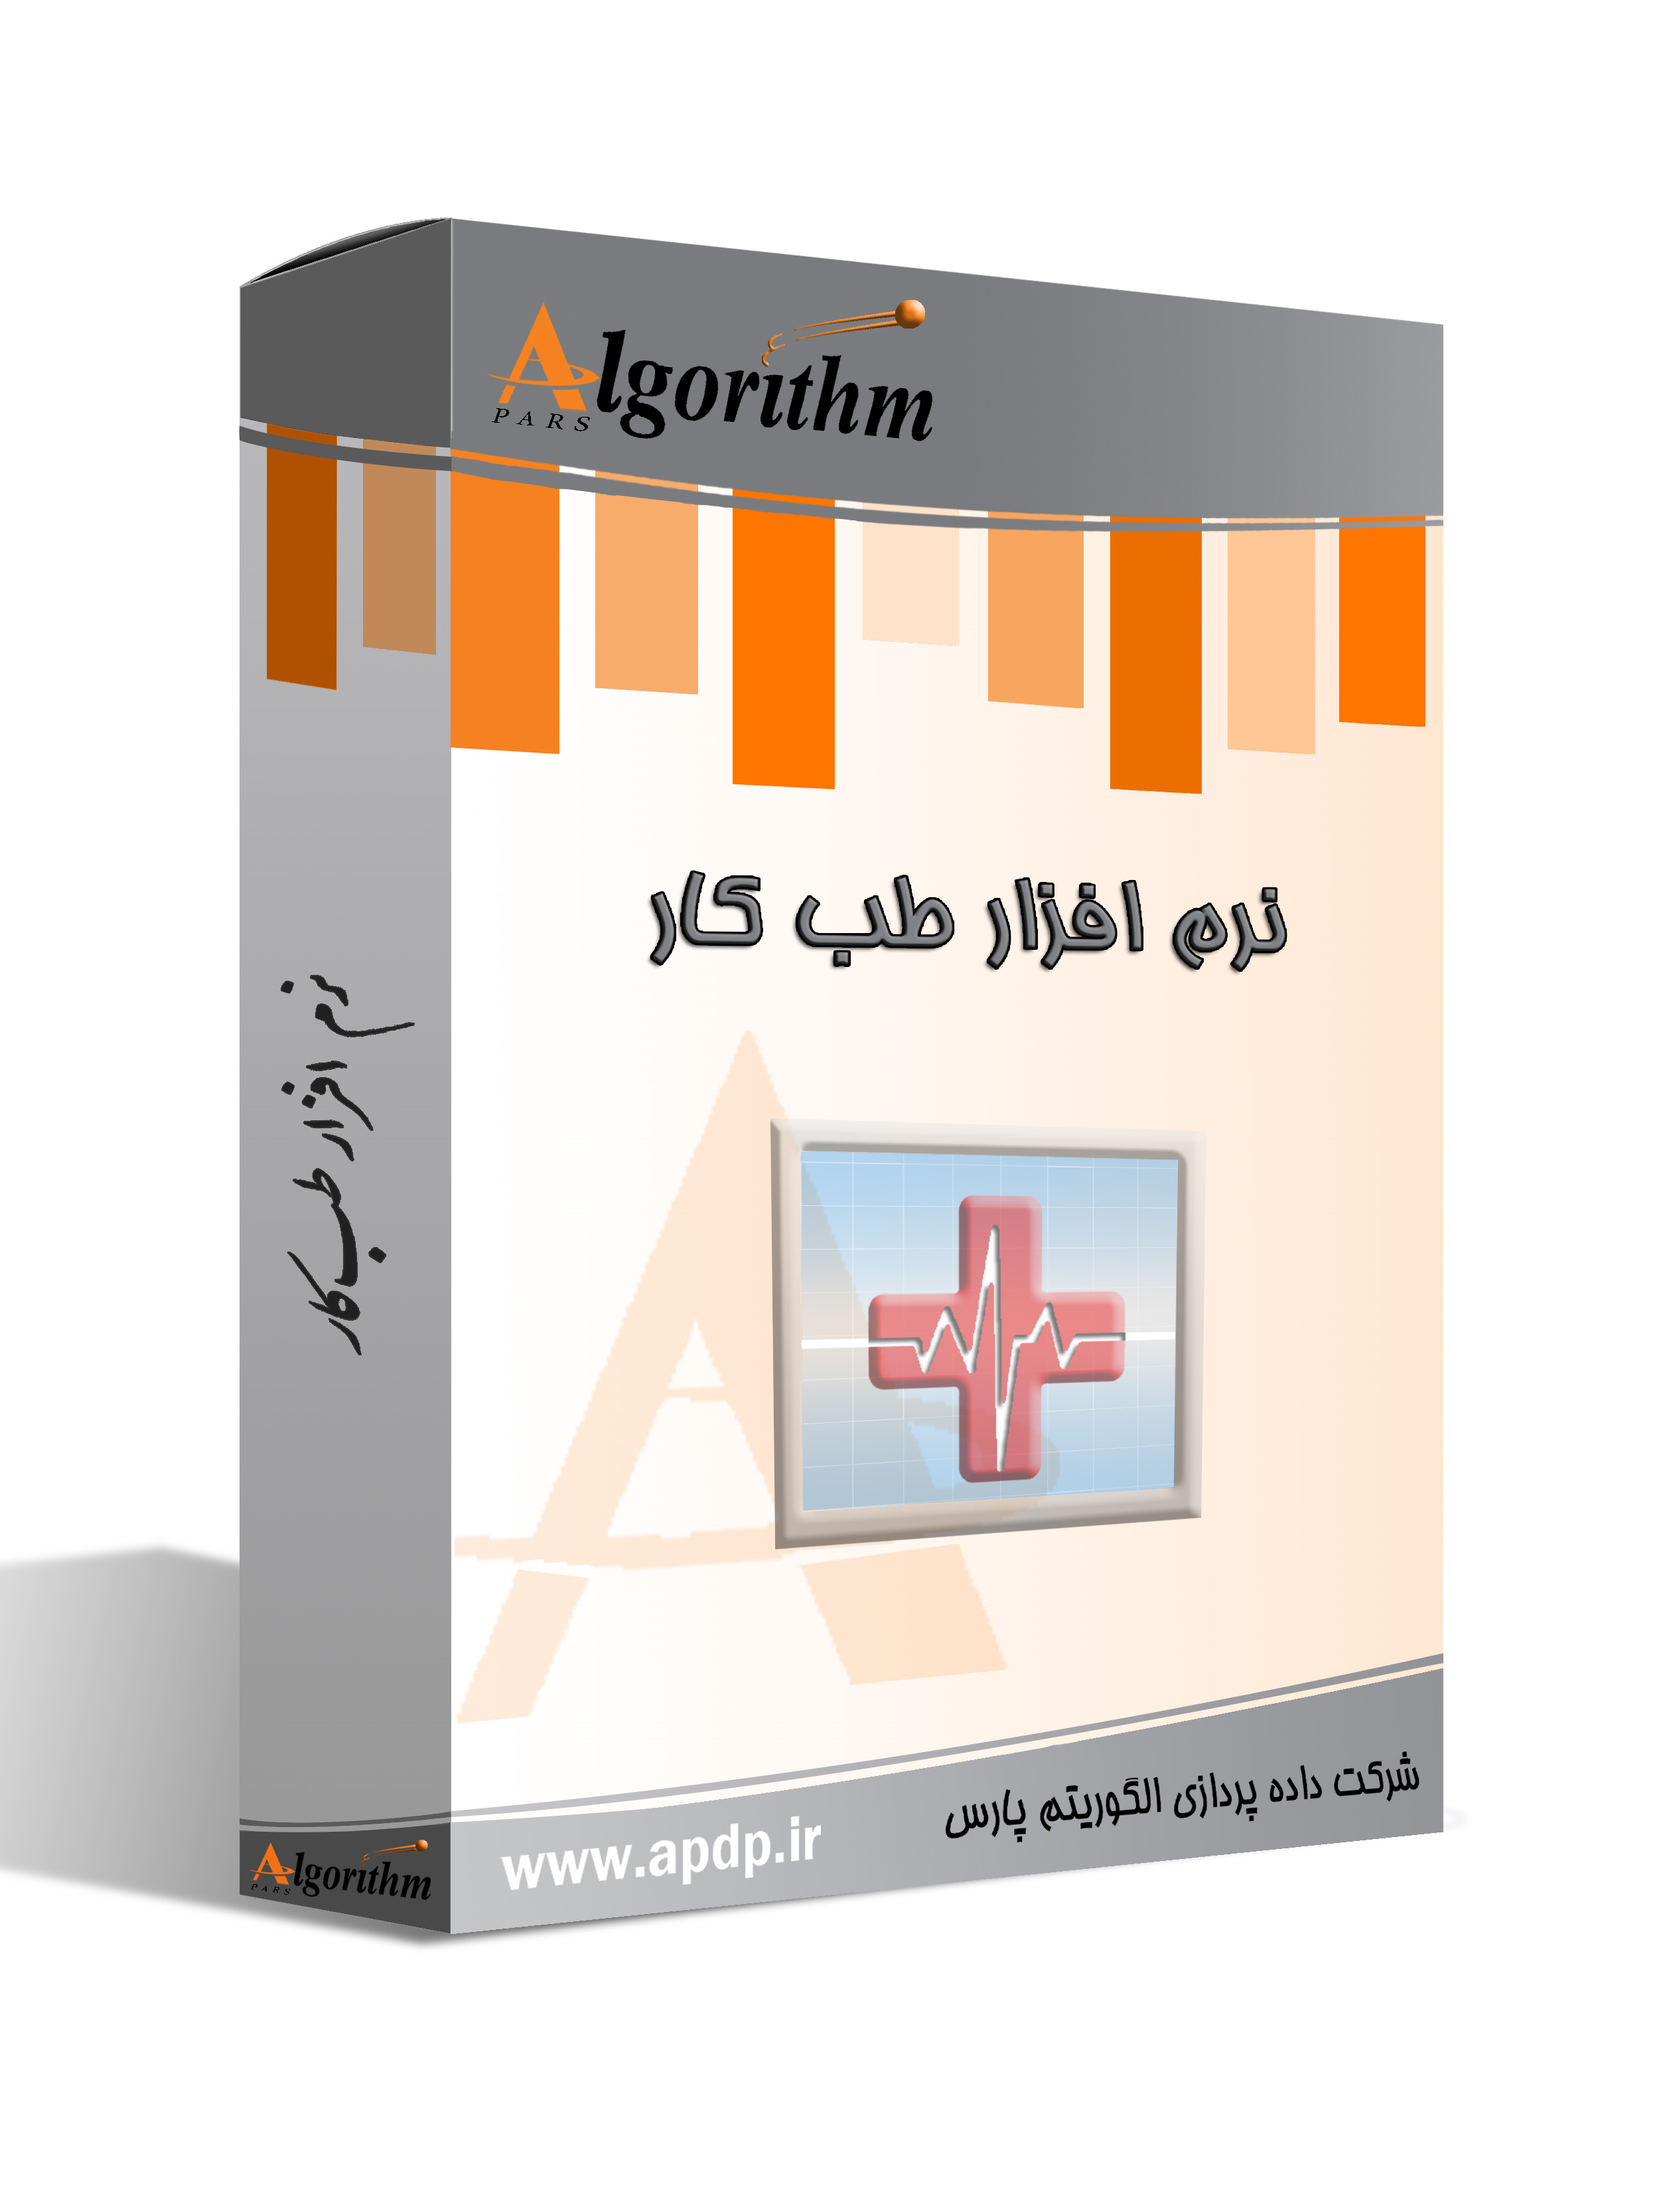 Algorithm
PARS
نرم افزار طب کار
نرم افزار طب کار
شرکت داده پردازی الگوریتم پارس
www.apdp.ir
Algorithm
PARS